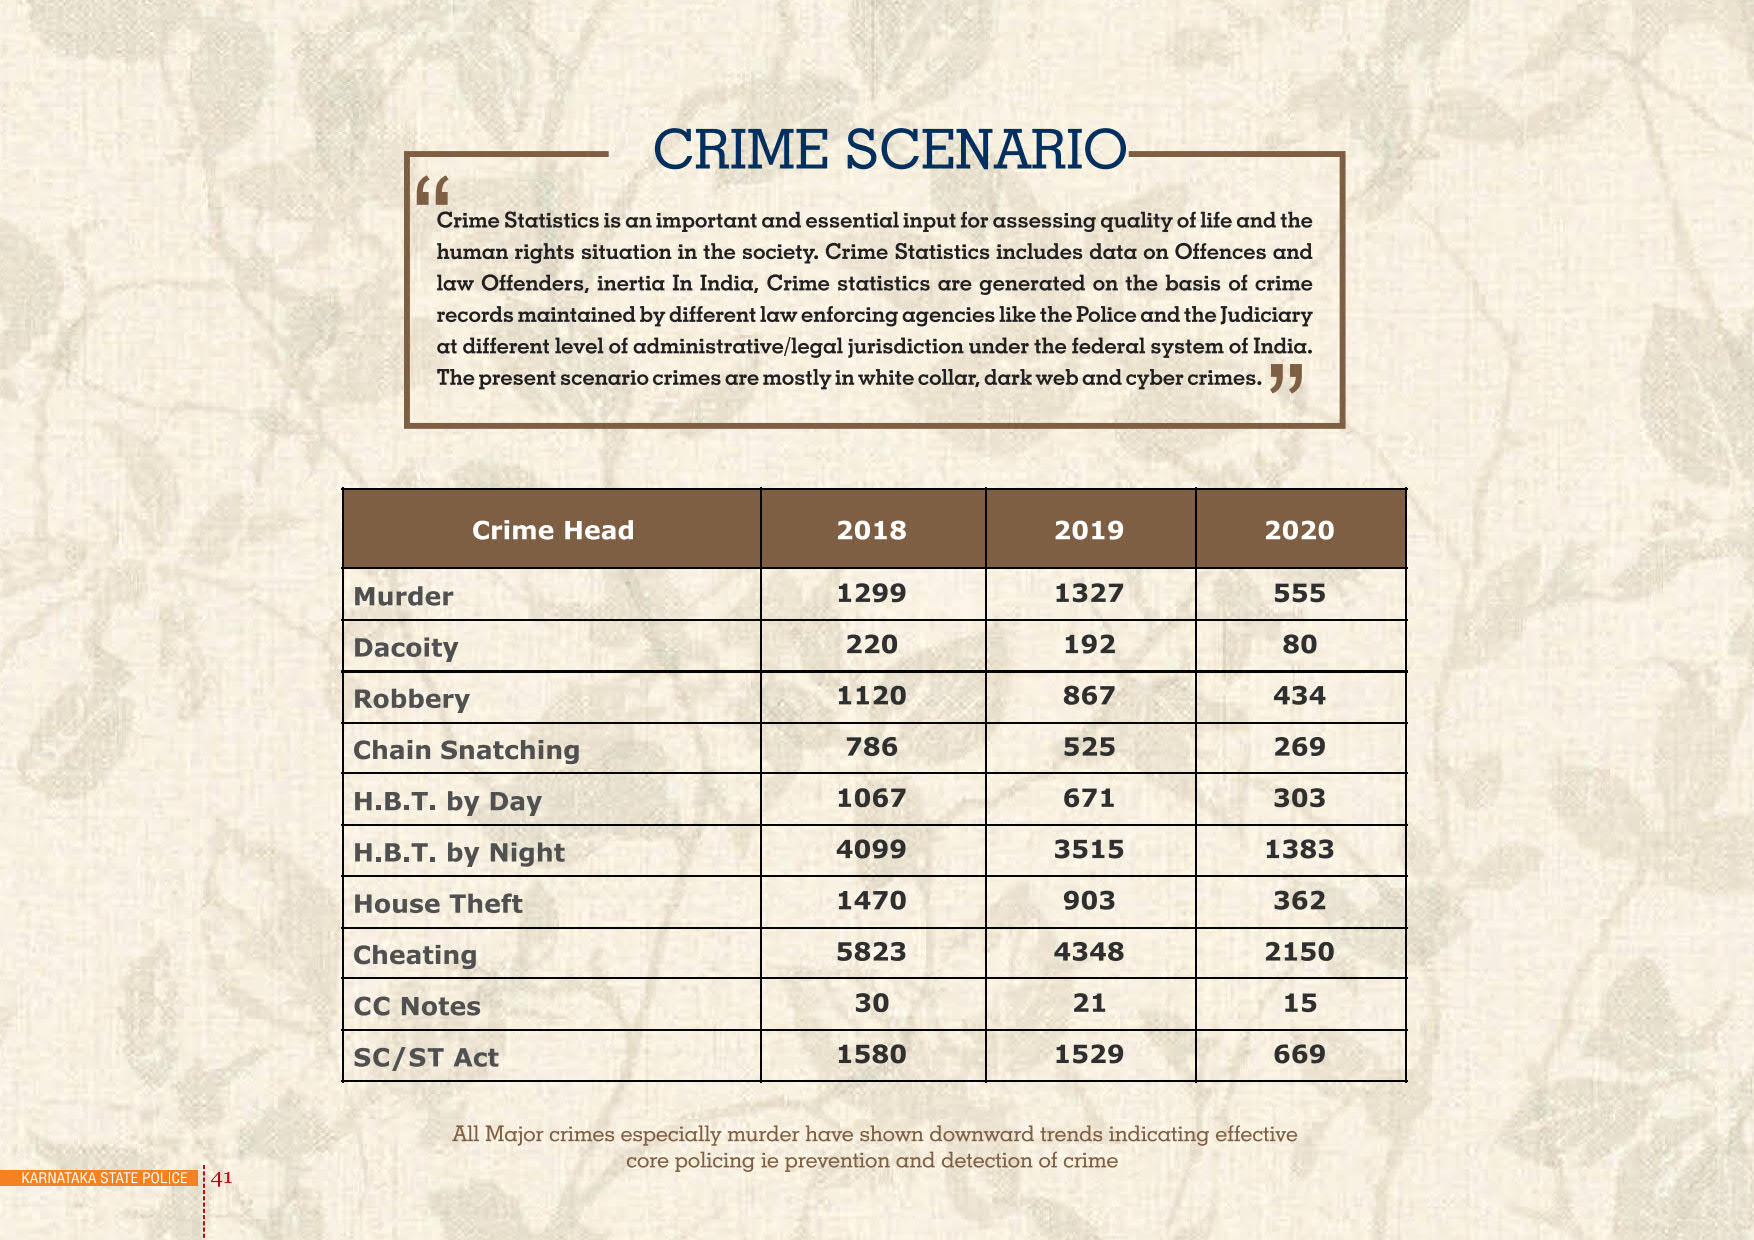 CRIME SCENARIO
“
Crime Statistics is an important and essential input for assessing quality of life and the
human rights situation in the society. Crime Statistics includes data on Offences and
law Offenders, inertia In India, Crime statistics are generated on the basis of crime
records maintained by different law enforcing agencies like the Police and the Judiciary
at different level of administrative/legal jurisdiction under the federal system of India.
The present scenario crimes are mostly in white collar, dark web and cyber crimes. ”
Crime Head 2018 2019 2020
Murder 1299 1327 555
Dacoity 220 192 80
Robbery 1120 867 434
Chain Snatching 786 525 269
H.B.T. by Day 1067 671 303
H.B.T. by Night 4099 3515 1383
House Theft 1470 903 362
Cheating 5823 4348 2150
CC Notes 30 21 15
SC/ST Act 1580 1529 669
All Major crimes especially murder have shown downward trends indicating effective
core policing ie prevention and detection of crime
KARNATAKA STATE POLICE 41